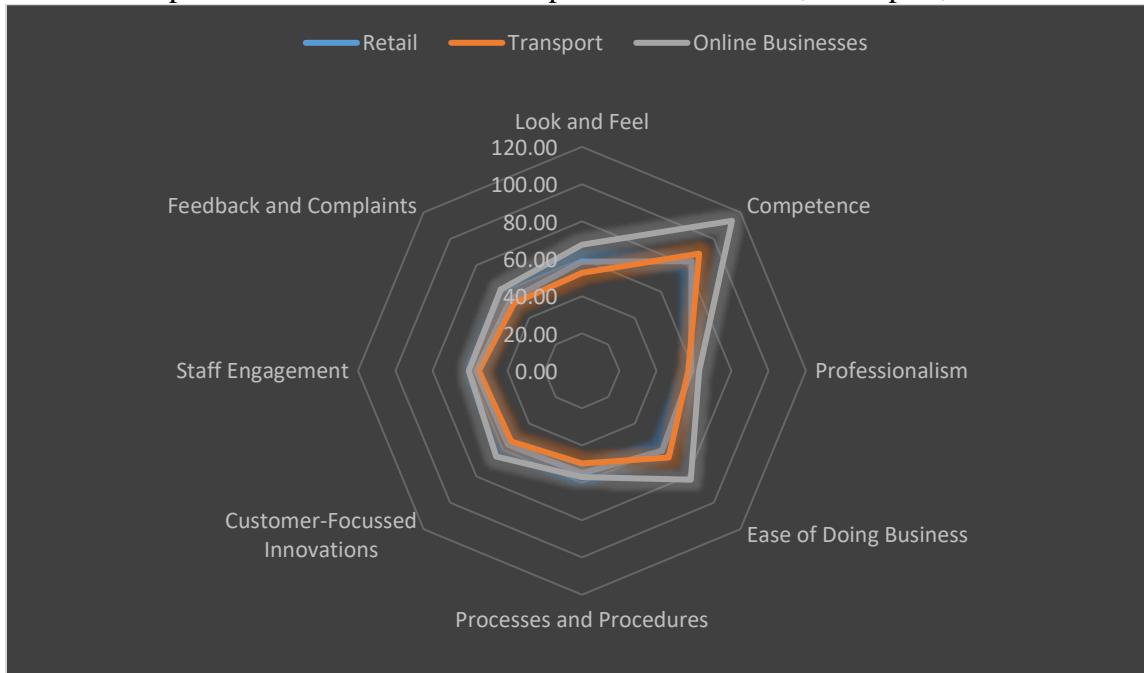 Retail Transport Online Businesses
Look and Feel
120.00
100.00
80.00
60.00
40.00
20.00
0.00
Competence
Professionalism
Ease of Doing Business
Processes and Procedures
Customer-Focussed
Innovations
Staff Engagement
Feedback and Complaints